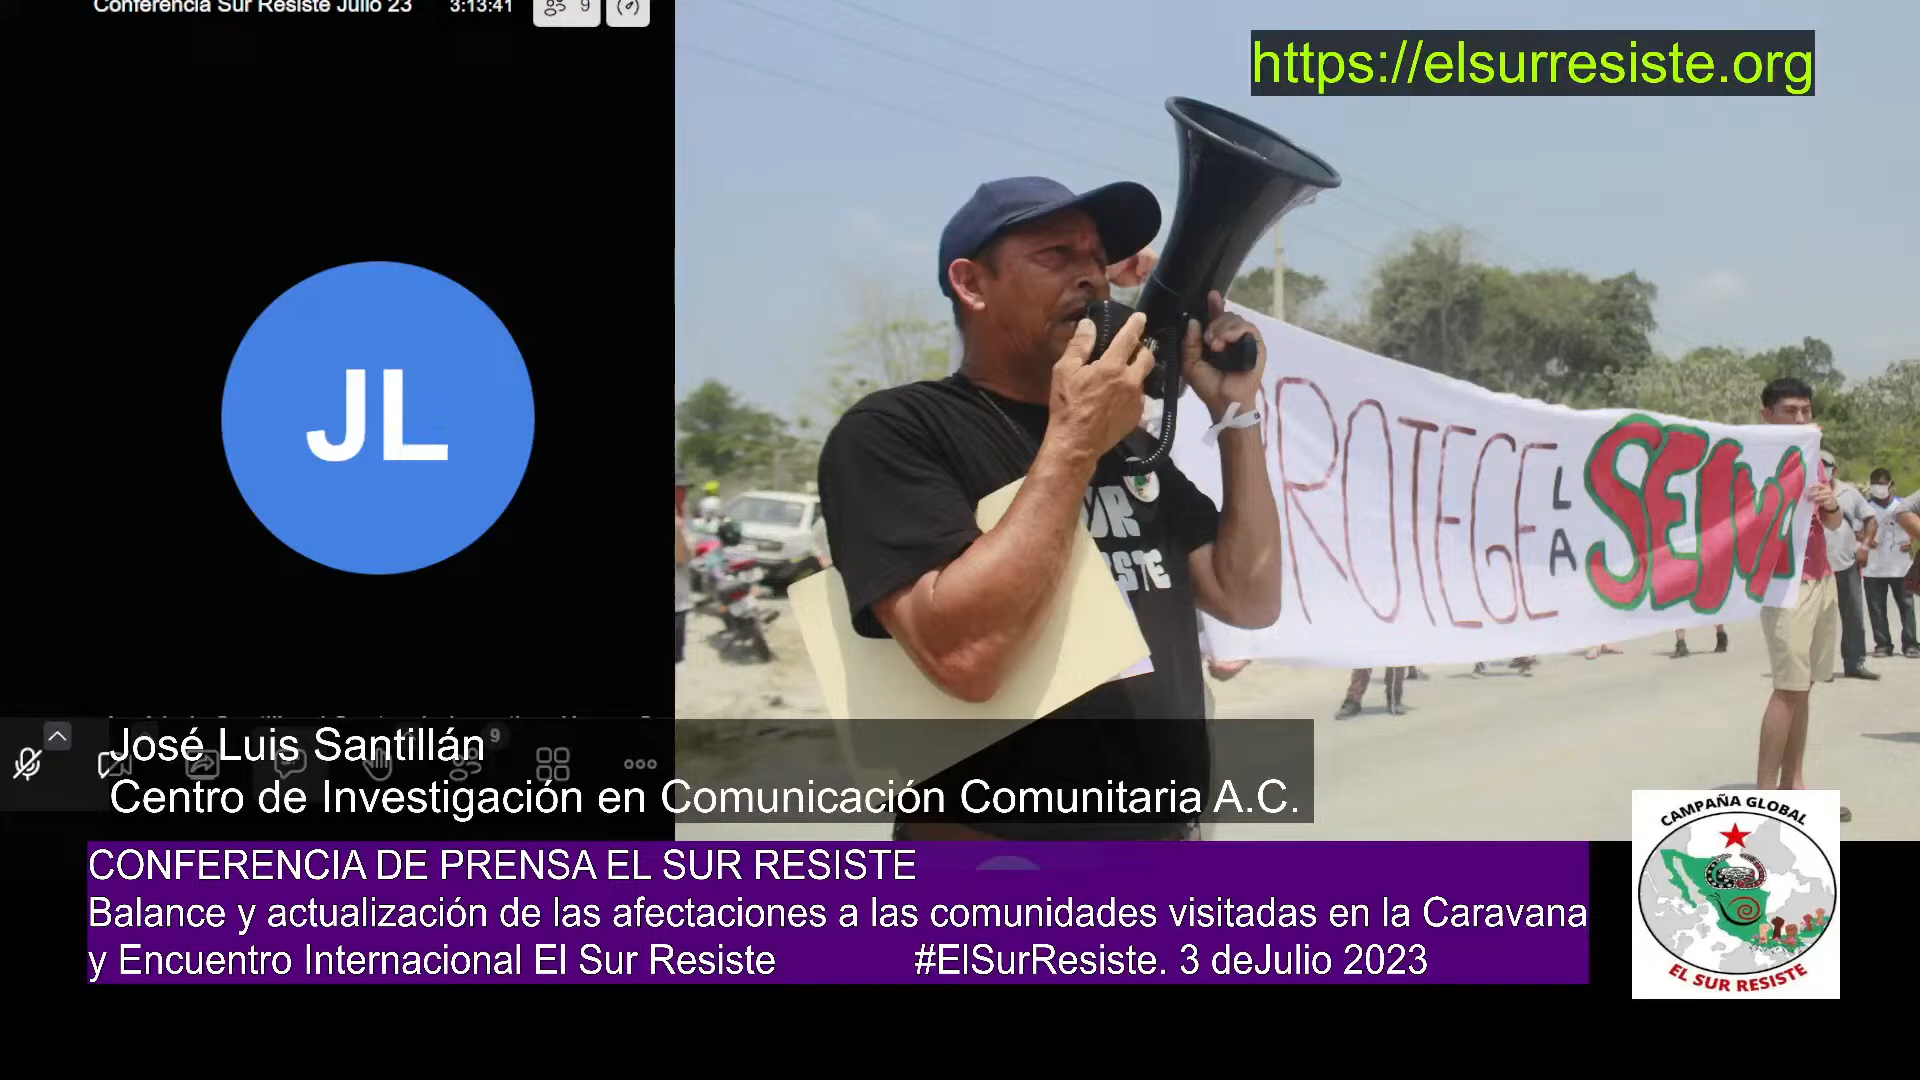 Conferencia Sur Resiste Julio 23 3:13:41 9
https://elsurresiste.org
JL
PROTEGE LA SELVA
SUR
José Luis Santillán
9
Centro de Investigación en Comunicación Comunitaria A.C.
CONFERENCIA DE PRENSA EL SUR RESISTE
Balance y actualización de las afectaciones a las comunidades visitadas en la Caravana
y Encuentro Internacional El Sur Resiste #ElSurResiste. 3 deJulio 2023
CAMPAÑA GLOBAL
EL SUR RESISTE